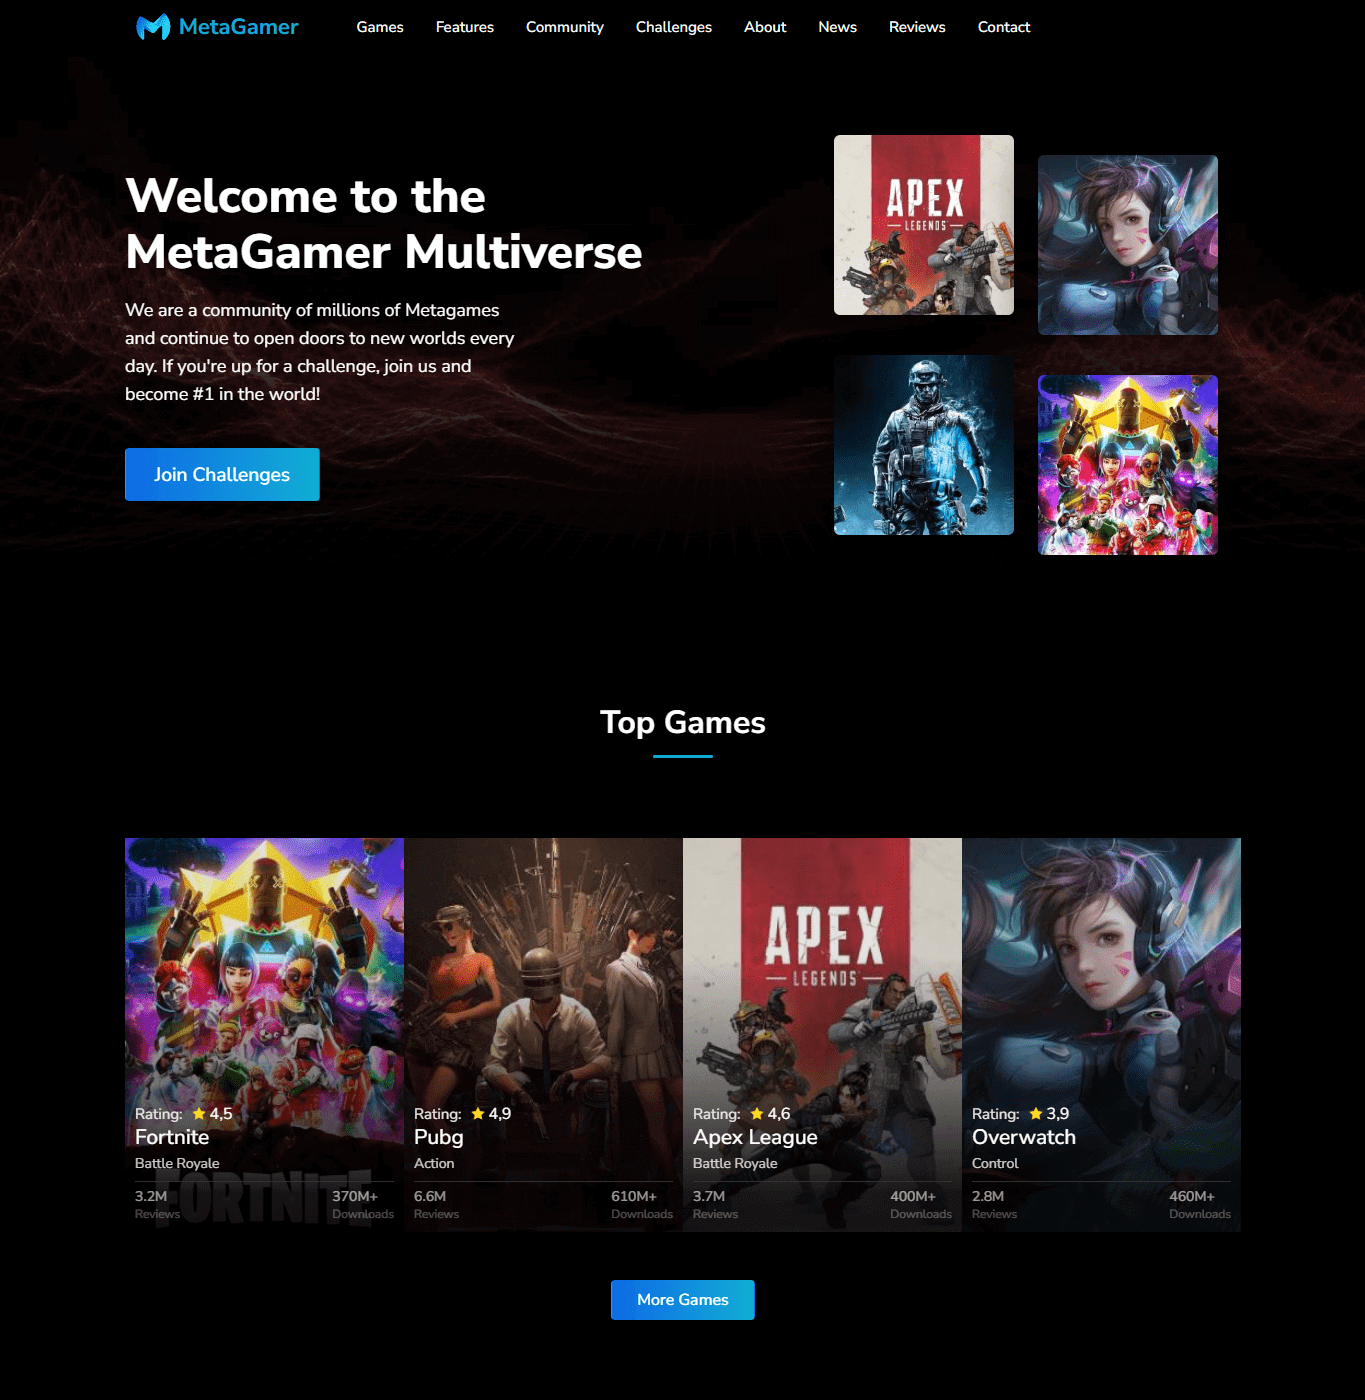 MetaGamer
Games Features Community Challenges About News Reviews Contact
Welcome to the
MetaGamer Multiverse
We are a community of millions of Metagames
and continue to open doors to new worlds every
day. If you're up for a challenge, join us and
become #1 in the world!
Join Challenges
APEX
LEGENDS
Top Games
Rating: 4,5
Fortnite
Battle Royale
FORTNITE
3.2M 370M+
Reviews Downloads
Rating: 4,9
Pubg
Action
6.6M 610M+
Reviews Downloads
APEX
LEGENDS
Rating: 4,6
Apex League
Battle Royale
3.7M 400M+
Reviews Downloads
Rating: 3,9
Overwatch
Control
2.8M 460M+
Reviews Downloads
More Games